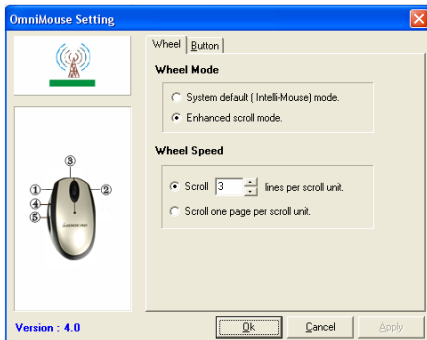 OmniMouse Setting
Wheel Button
Wheel Mode
System default ( Intelli-Mouse) mode.
Enhanced scroll mode.
Wheel Speed
Scroll 3 lines per scroll unit.
Scroll one page per scroll unit.
③
① ②
④
⑤
Version : 4.0
Ok Cancel Apply